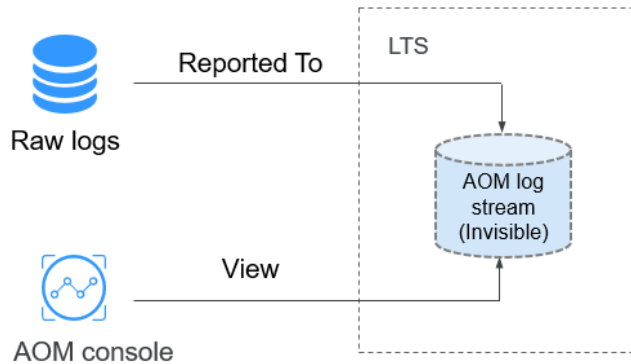 Reported To
LTS
Raw logs
AOM log
stream
(Invisible)
View
AOM console